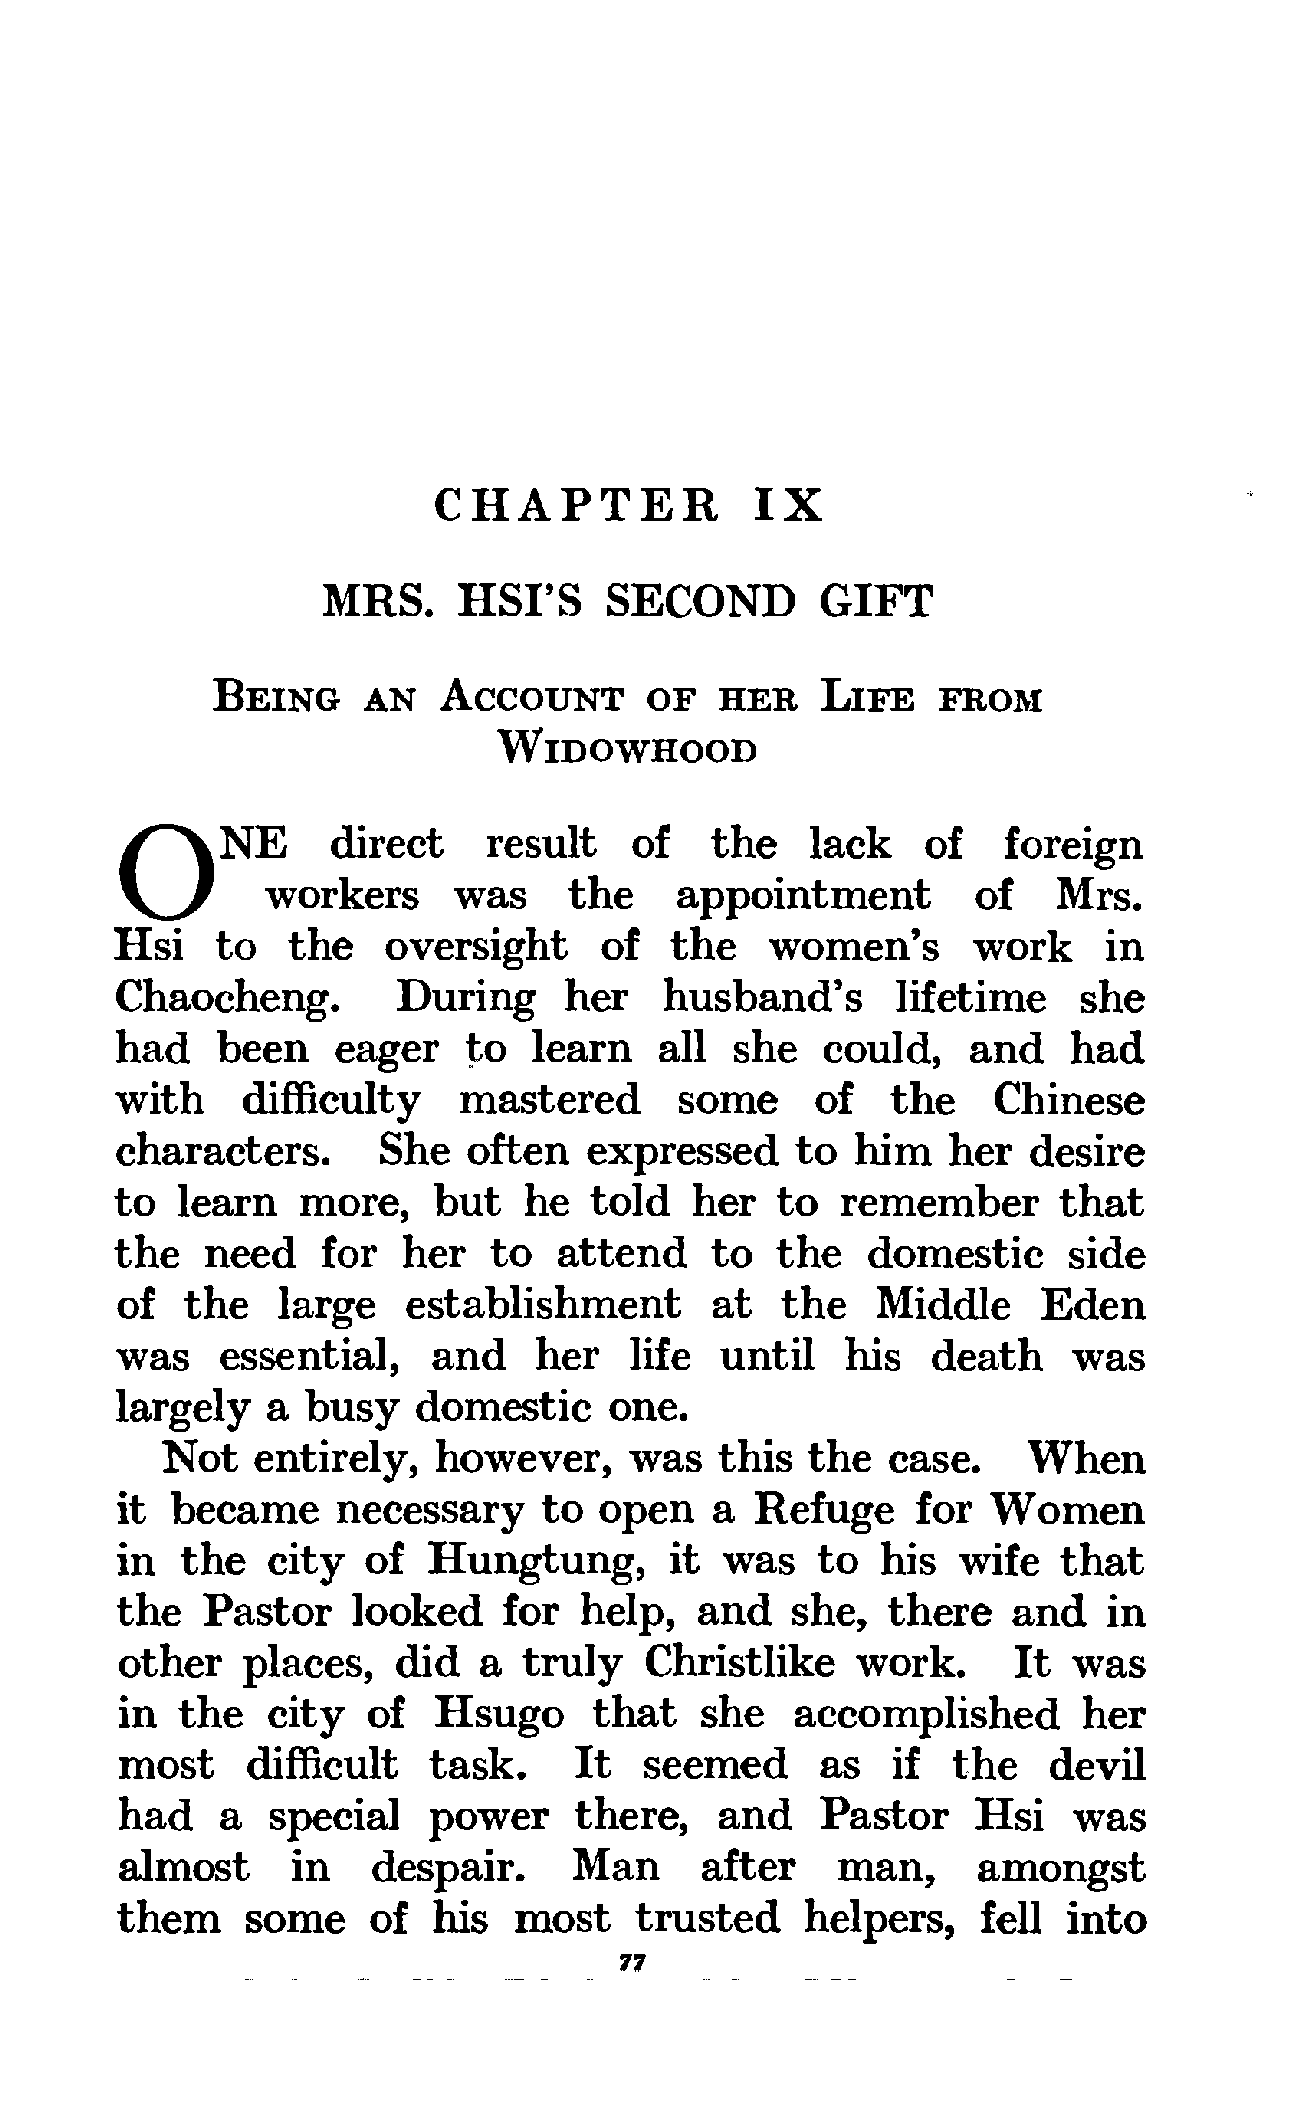 CHAPTER IX
MRS. HSI'S SECOND GIFT
BEING AN ACCOUNT OF HER LIFE FROM
WIDOWHOOD
ONE direct result of the lack of foreign
workers was the appointment of Mrs.
Hsi to the oversight of the women's work in
Chaocheng. During her husband's lifetime she
had been eager to learn all she could, and had
with difficulty mastered some of the Chinese
characters. She often expressed to him her desire
to learn more, but he told her to remember that
the need for her to attend to the domestic side
of the large establishment at the Middle Eden
was essential, and her life until his death was
largely a busy domestic one.
Not entirely, however, was this the case. When
it became necessary to open a Refuge for Women
in the city of Hungtung, it was to his wife that
the Pastor looked for help, and she, there and in
other places, did a truly Christlike work. It was
in the city of Hsugo that she accomplished her
most difficult task. It seemed as if the devil
had a special power there, and Pastor Hsi was
almost in despair. Man after man, amongst
them some of his most trusted helpers, fell into
77